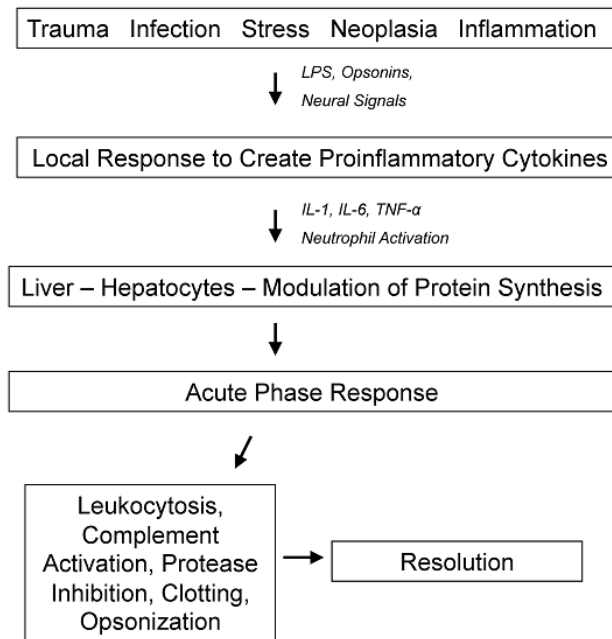 Trauma Infection Stress Neoplasia Inflammation
LPS, Opsonins,
Neural Signals
Local Response to Create Proinflammatory Cytokines
IL-1, IL-6, TNF-α
Neutrophil Activation
Liver – Hepatocytes – Modulation of Protein Synthesis
Acute Phase Response
Leukocytosis,
Complement
Activation, Protease
Inhibition, Clotting,
Opsonization
Resolution